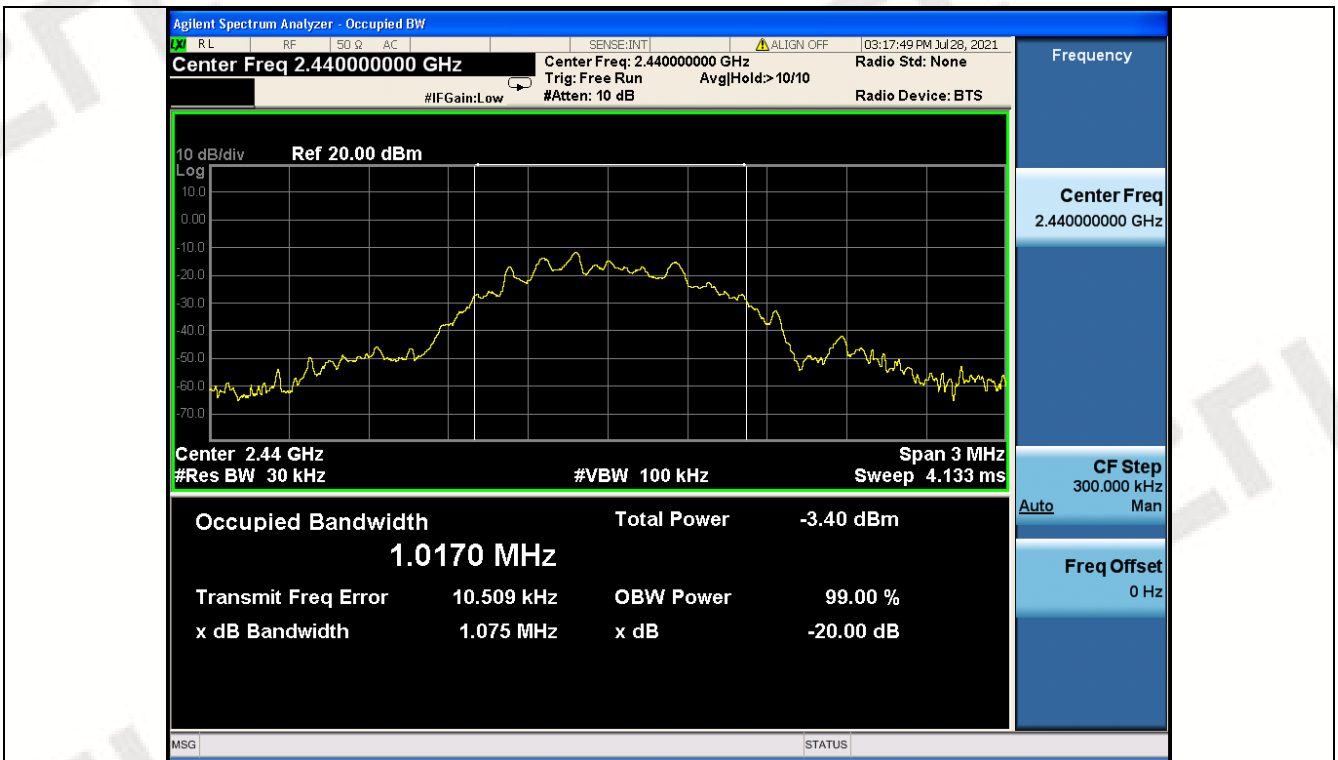 Agilent Spectrum Analyzer - Occupied BW
LXI RL RF 50 Ω AC SENSE:INT ALIGN OFF 03:17:49 PM Jul 28, 2021
Center Freq 2.440000000 GHz
Center Freq: 2.440000000 GHz
Radio Std: None
Trig: Free Run Avg|Hold:>10/10
#IFGain:Low
#Atten: 10 dB
Radio Device: BTS
Frequency
10 dB/div Ref 20.00 dBm
Log
10.0
0.00
-10.0
-20.0
-30.0
-40.0
-50.0
-60.0
-70.0
Center 2.44 GHz
Span 3 MHz
#Res BW 30 kHz
#VBW 100 kHz
Sweep 4.133 ms
Center Freq
2.440000000 GHz
CF Step
300.000 kHz
Auto Man
Freq Offset
0 Hz
Occupied Bandwidth
1.0170 MHz
Total Power -3.40 dBm
Transmit Freq Error 10.509 kHz
OBW Power 99.00 %
x dB Bandwidth 1.075 MHz
x dB -20.00 dB
MSG
STATUS